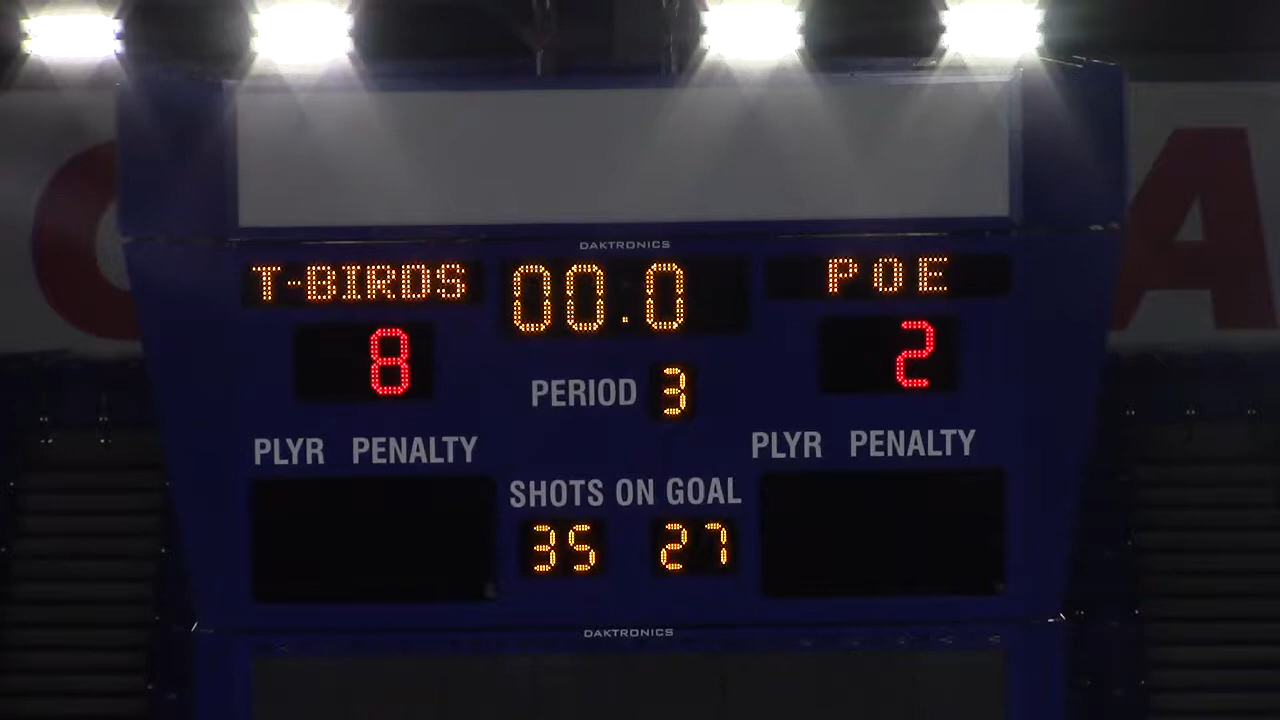 DAKTRONICS
T-BIRDS 00.0 POE
8 2
PERIOD 3
PLYR PENALTY PLYR PENALTY
SHOTS ON GOAL
35 27
DAKTRONICS